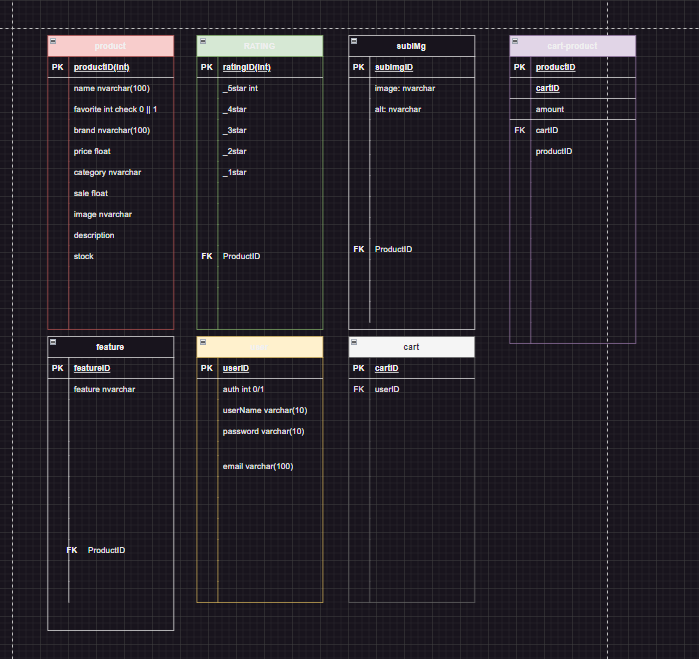 product
PK productID(int)
name nvarchar(100)
favorite int check 0 || 1
brand nvarchar(100)
price float
category nvarchar
sale float
image nvarchar
description
stock
RATING
PK ratingID(int)
_5star int
_4star
_3star
_2star
_1star
FK ProductID
subImg
PK subImgID
image: nvarchar
alt: nvarchar
FK ProductID
cart-product
PK productID
cartID
amount
FK cartID
productID
feature
PK featureID
feature nvarchar
FK ProductID
PK userID
auth int 0/1
userName varchar(10)
password varchar(10)
email varchar(100)
cart
PK cartID
FK userID